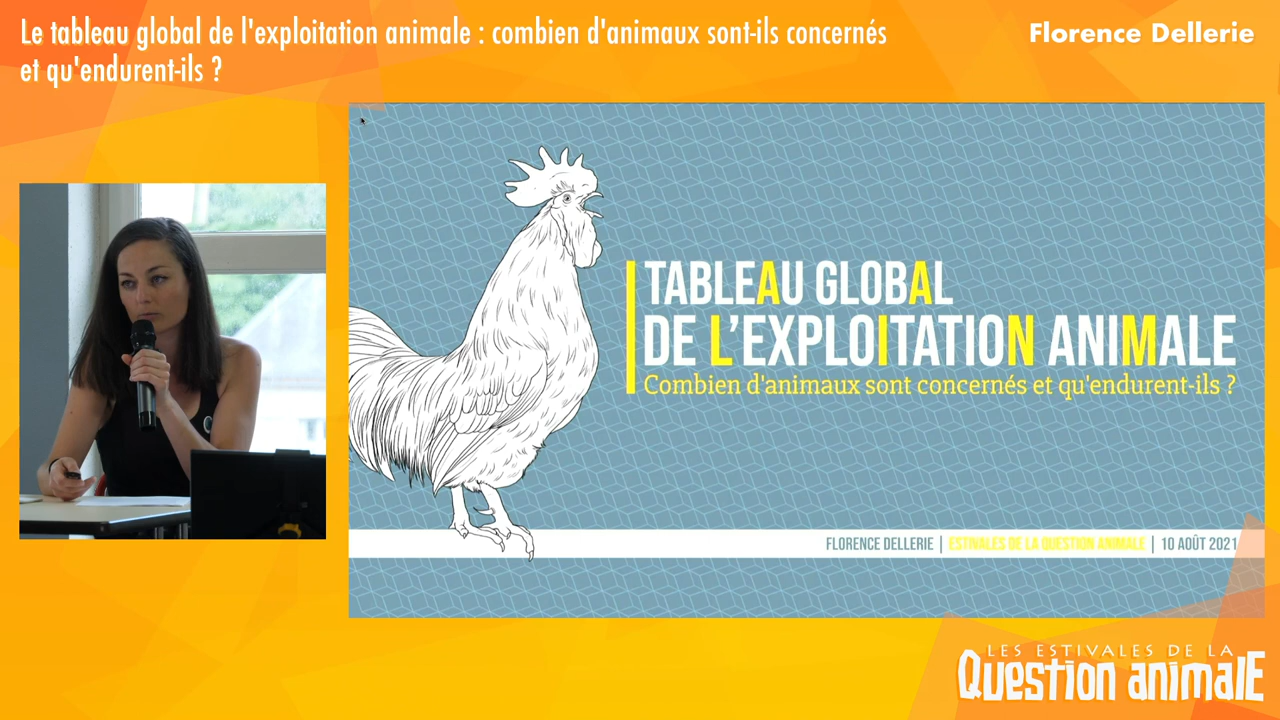 Le tableau global de l'exploitation animale : combien d'animaux sont-ils concernés
et qu'endurent-ils ?
Florence Dellerie
TABLEAU GLOBAL
DE L'EXPLOITATION ANIMALE
Combien d'animaux sont concernés et qu'endurent-ils ?
FLORENCE DELLERIE | ESTIVALES DE LA QUESTION ANIMALE | 10 AOÛT 2021
LES ESTIVALES DE LA
QUESTION ANIMALE